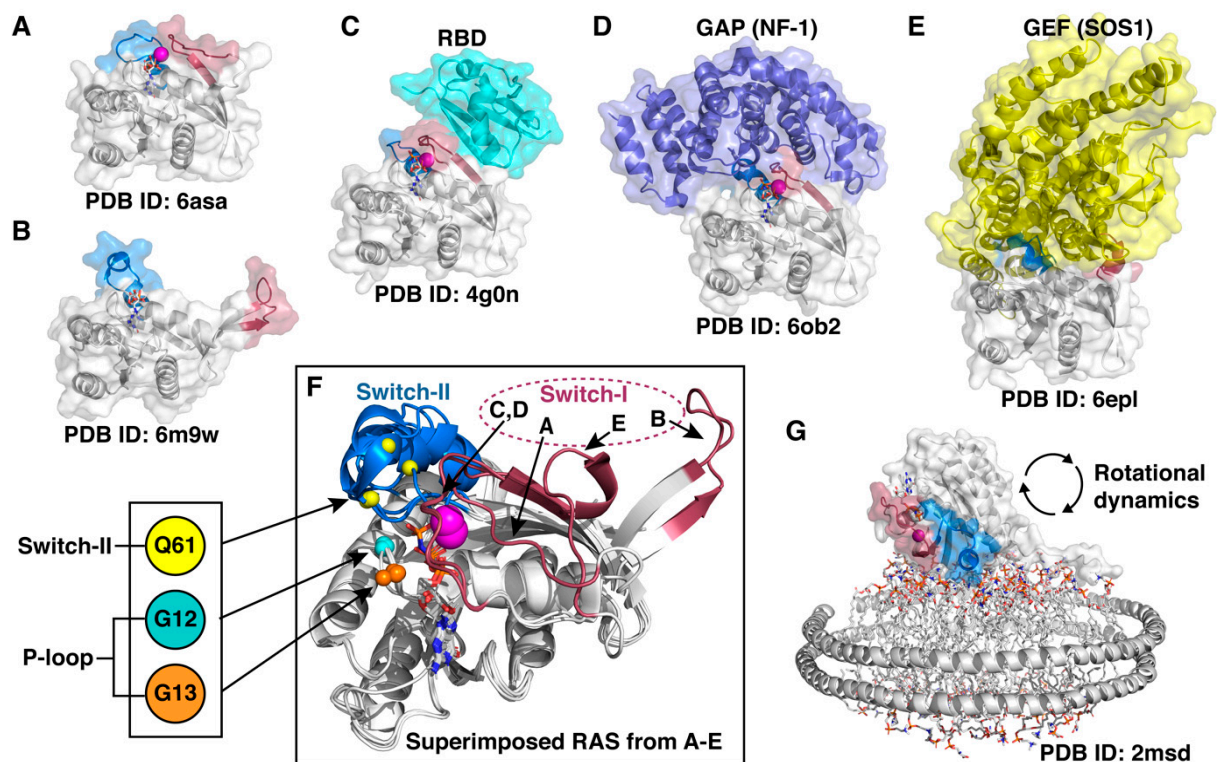 A
PDB ID: 6asa
B
PDB ID: 6m9w
C
RBD
PDB ID: 4g0n
D
GAP (NF-1)
PDB ID: 6ob2
E
GEF (SOS1)
PDB ID: 6epl
F
Switch-II
Switch-I
C,D
A
E
B
Switch-II
Q61
P-loop
G12
G13
Superimposed RAS from A-E
G
Rotational
dynamics
PDB ID: 2msd